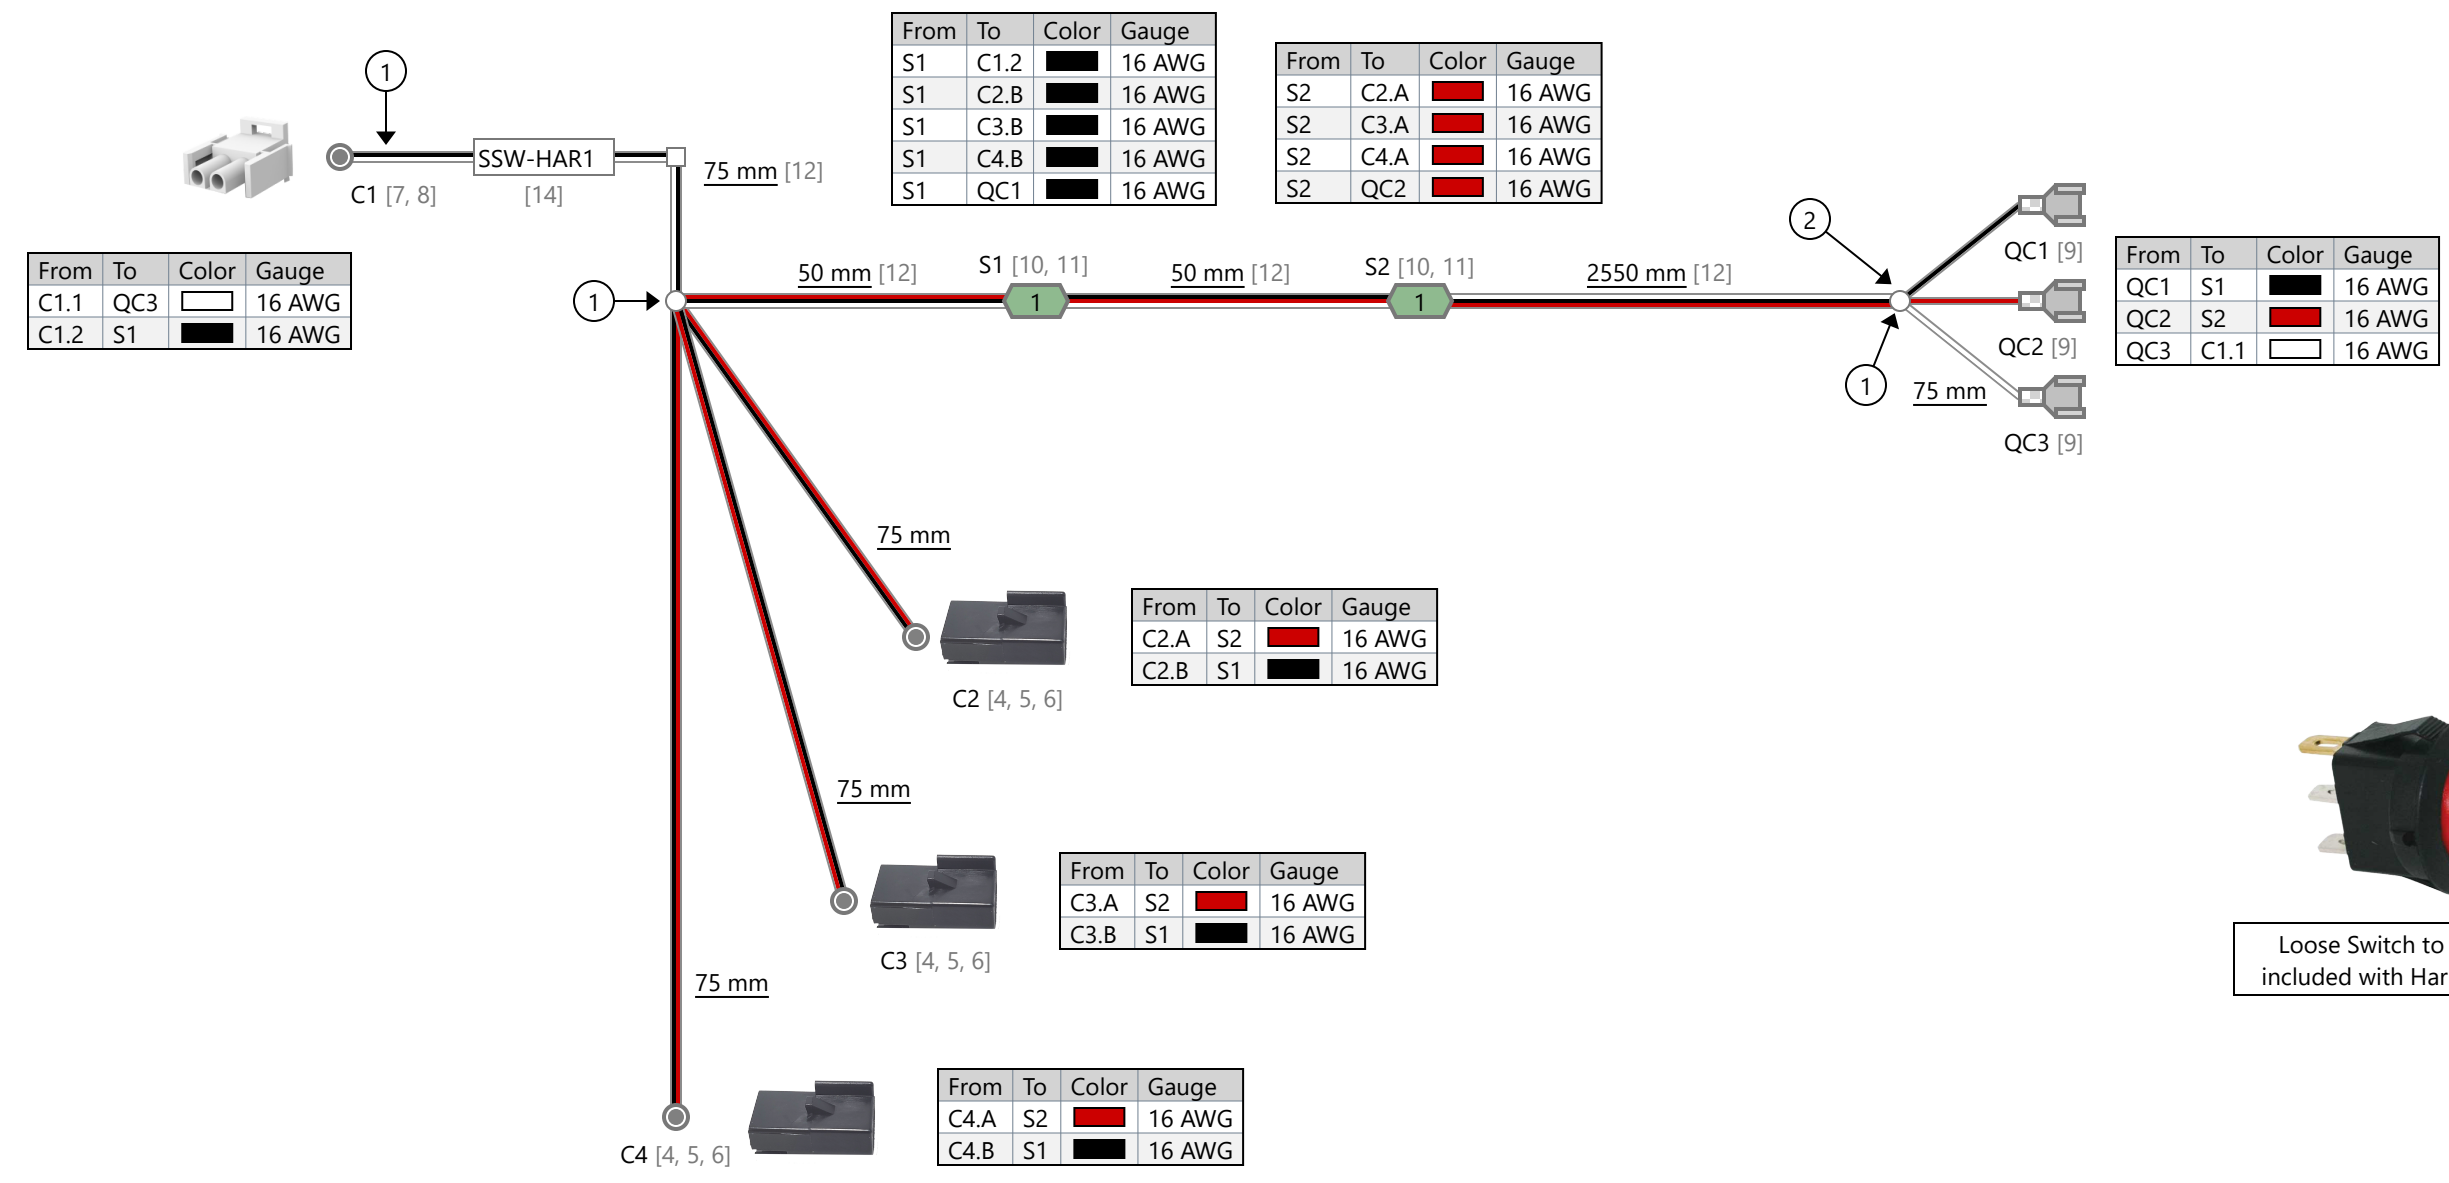 From To Color Gauge
S1 C1.2 16 AWG
S1 C2.B 16 AWG
S1 C3.B 16 AWG
S1 C4.B 16 AWG
S1 QC1 16 AWG
From To Color Gauge
S2 C2.A 16 AWG
S2 C3.A 16 AWG
S2 C4.A 16 AWG
S2 QC2 16 AWG
1
SSW-HAR1
C1 [7, 8]
[14]
75 mm [12]
From To Color Gauge
C1.1 QC3 16 AWG
C1.2 S1 16 AWG
1
50 mm [12]
S1 [10, 11]
1
50 mm [12]
S2 [10, 11]
1
2550 mm [12]
2
1
75 mm
QC1 [9]
QC2 [9]
QC3 [9]
From To Color Gauge
QC1 S1 16 AWG
QC2 S2 16 AWG
QC3 C1.1 16 AWG
75 mm
C2 [4, 5, 6]
From To Color Gauge
C2.A S2 16 AWG
C2.B S1 16 AWG
75 mm
C3 [4, 5, 6]
From To Color Gauge
C3.A S2 16 AWG
C3.B S1 16 AWG
75 mm
C4 [4, 5, 6]
From To Color Gauge
C4.A S2 16 AWG
C4.B S1 16 AWG
Loose Switch to
included with Har